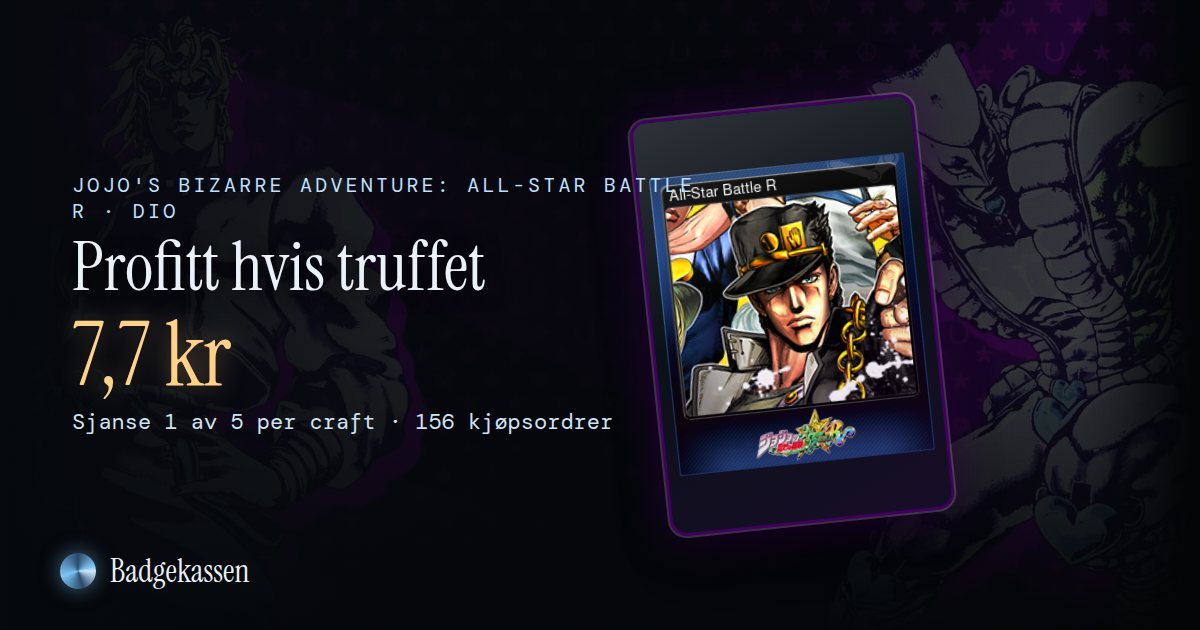 JOJO'S BIZARRE ADVENTURE: ALL-STAR BATTLE
R · DIO
Profitt hvis truffet
7,7 kr
Sjanse 1 av 5 per craft · 156 kjøpsordrer
All-Star Battle R
Badgekassen